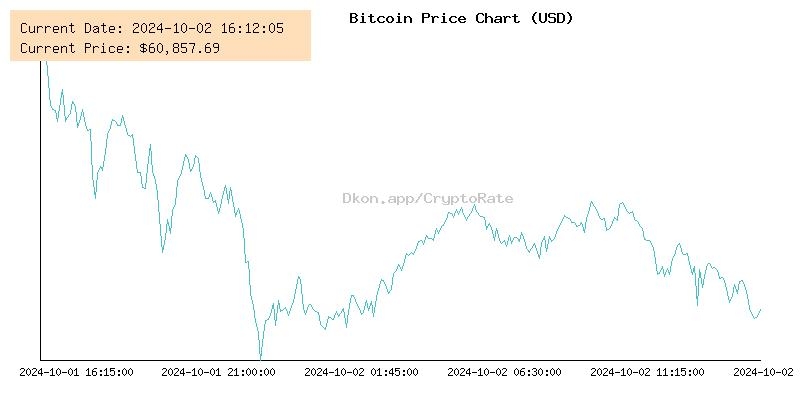 Bitcoin Price Chart (USD)
Current Date: 2024-10-02 16:12:05
Current Price: $60,857.69
Dkon.app/CryptoRate
2024-10-01 16:15:00 2024-10-01 21:00:00 2024-10-02 01:45:00 2024-10-02 06:30:00 2024-10-02 11:15:00 2024-10-02